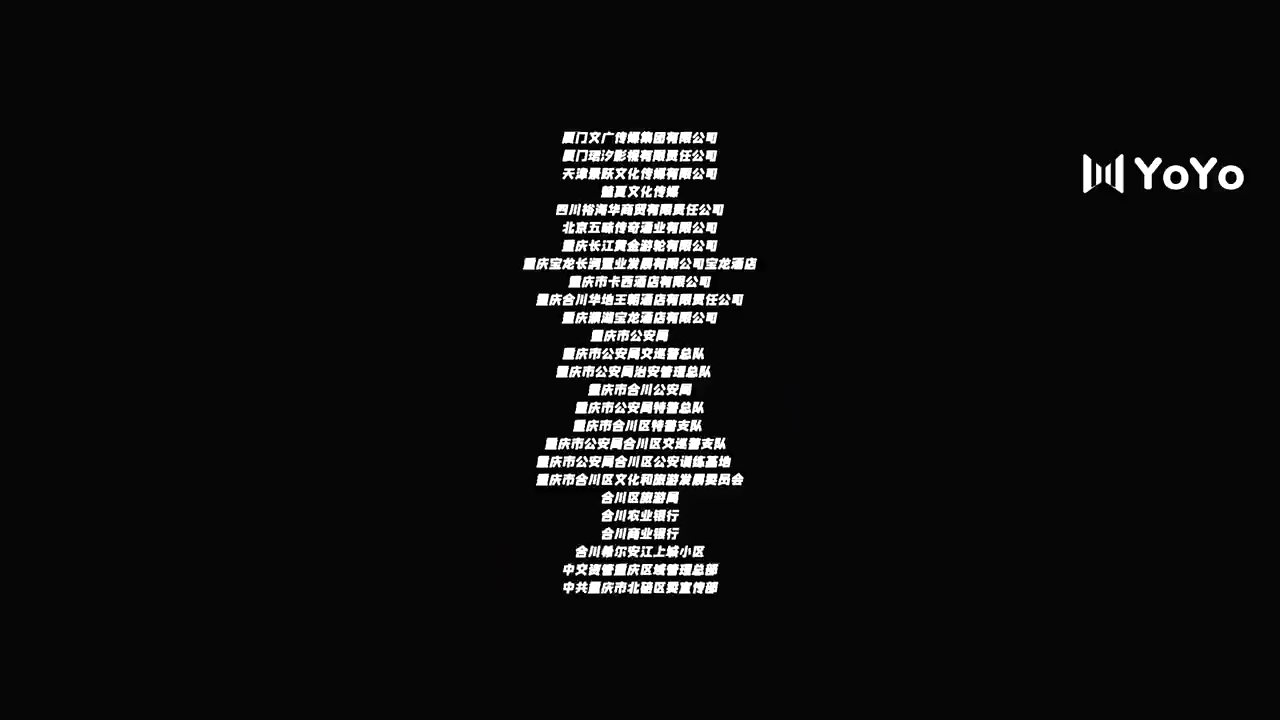 厦门文广传媒集团有限公司
厦门珺汐影视有限责任公司
天津景跃文化传媒有限公司
魅夏文化传媒
四川裕海华商贸有限责任公司
北京五味传奇酒业有限公司
重庆长江黄金游轮有限公司
重庆宝龙长润置业发展有限公司宝龙酒店
重庆市卡西酒店有限公司
重庆合川华地王朝酒店有限责任公司
重庆濑湖宝龙酒店有限公司
重庆市公安局
重庆市公安局交巡警总队
重庆市公安局治安管理总队
重庆市合川公安局
重庆市公安局特警总队
重庆市合川区特警支队
重庆市公安局合川区交巡警支队
重庆市公安局合川区公安训练基地
重庆市合川区文化和旅游发展委员会
合川区旅游局
合川农业银行
合川商业银行
合川希尔安江上城小区
中交资管重庆区域管理总部
中共重庆市北碚区委宣传部
YoYo